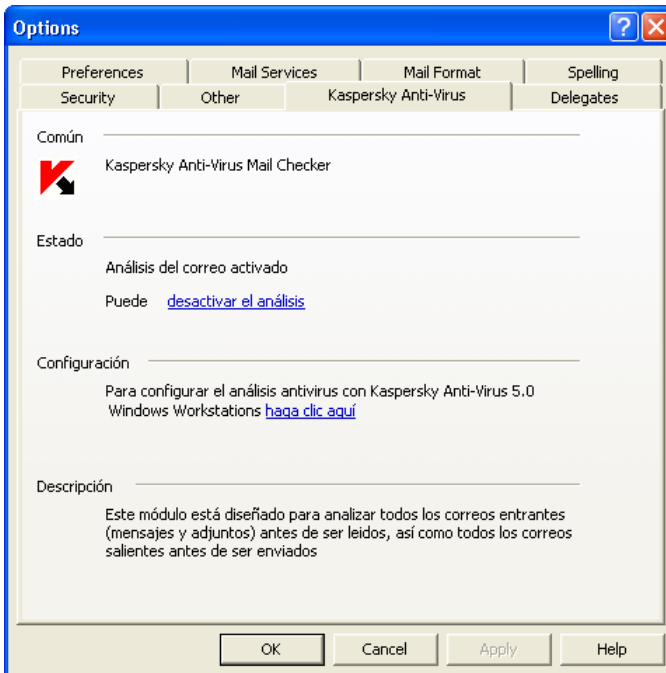 Options
Preferences
Mail Services
Mail Format
Spelling
Security
Other
Kaspersky Anti-Virus
Delegates
Común
Kaspersky Anti-Virus Mail Checker
Estado
Análisis del correo activado
Puede desactivar el análisis
Configuración
Para configurar el análisis antivirus con Kaspersky Anti-Virus 5.0
Windows Workstations haga clic aquí
Descripción
Este módulo está diseñado para analizar todos los correos entrantes
(mensajes y adjuntos) antes de ser leidos, así como todos los correos
salientes antes de ser enviados
OK
Cancel
Apply
Help